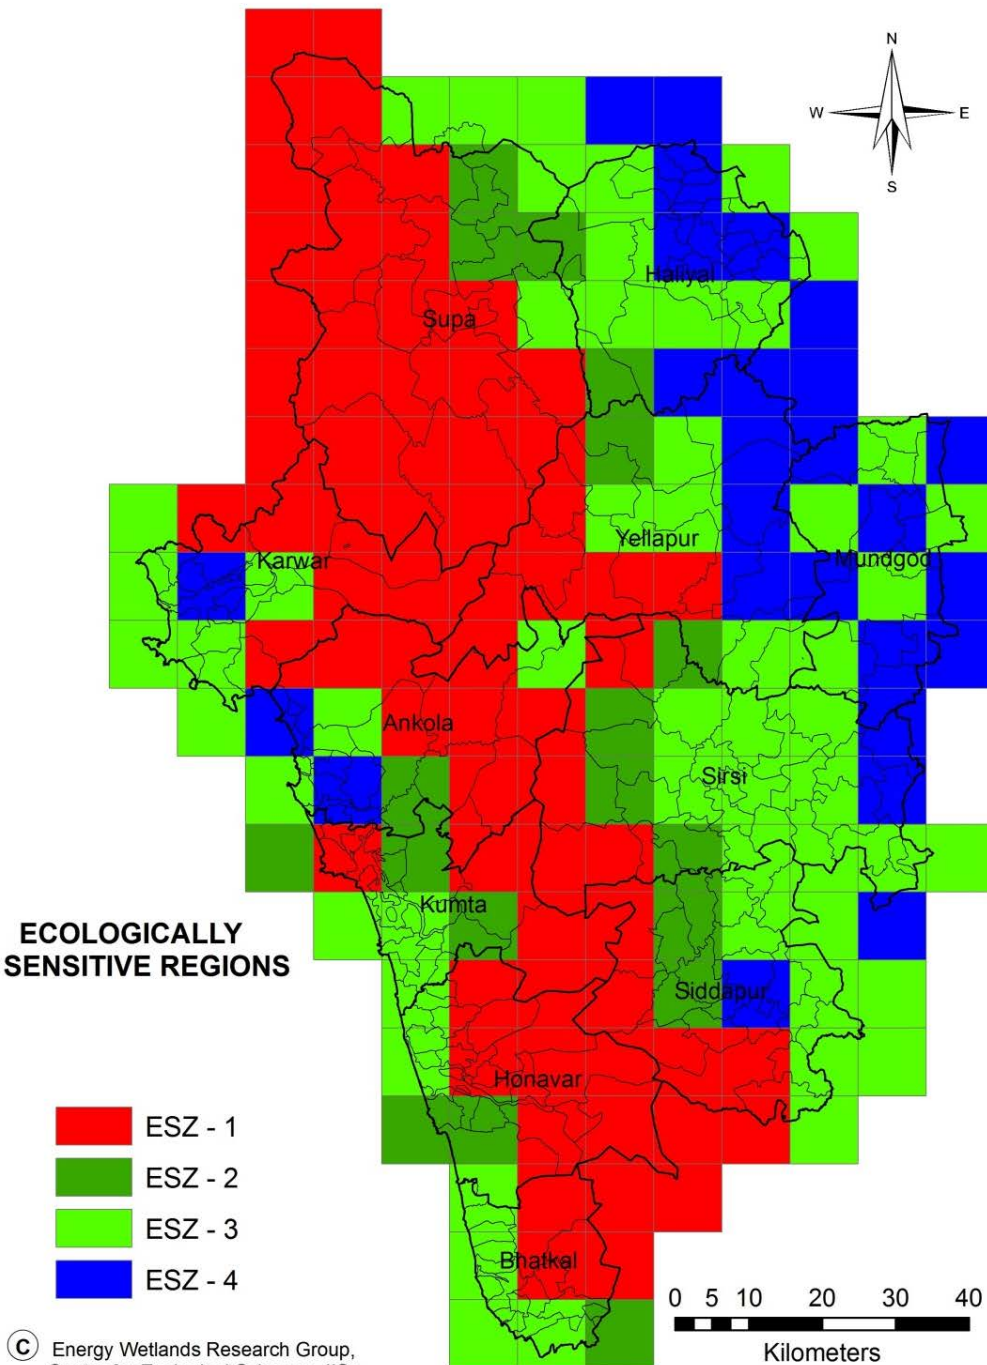 N
W E
S
Haliyal
Supa
Yellapur
Karwar
Mundgod
Ankola
Sirsi
Kumta
ECOLOGICALLY
SENSITIVE REGIONS
Siddapur
Honavar
ESZ - 1
ESZ - 2
ESZ - 3
ESZ - 4
Bhatkal
0 5 10 20 30 40
Kilometers
C Energy Wetlands Research Group,